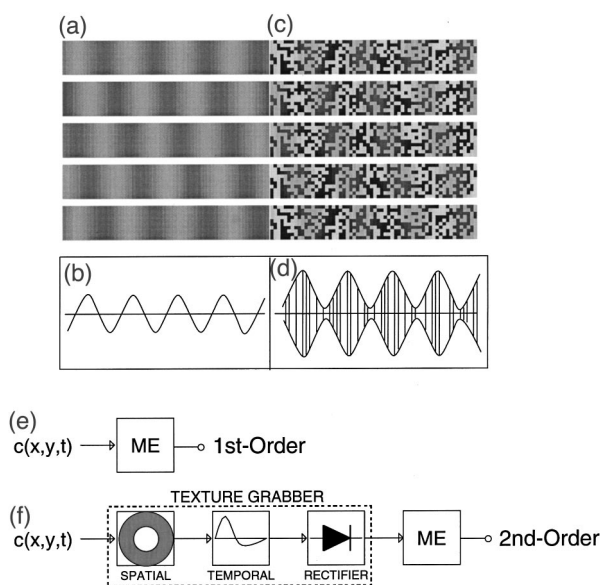 (a) (c)
(b) (d)
(e)
c(x,y,t) ME 1st-Order
TEXTURE GRABBER
(f)
c(x,y,t) ME 2nd-Order
SPATIAL TEMPORAL RECTIFIER